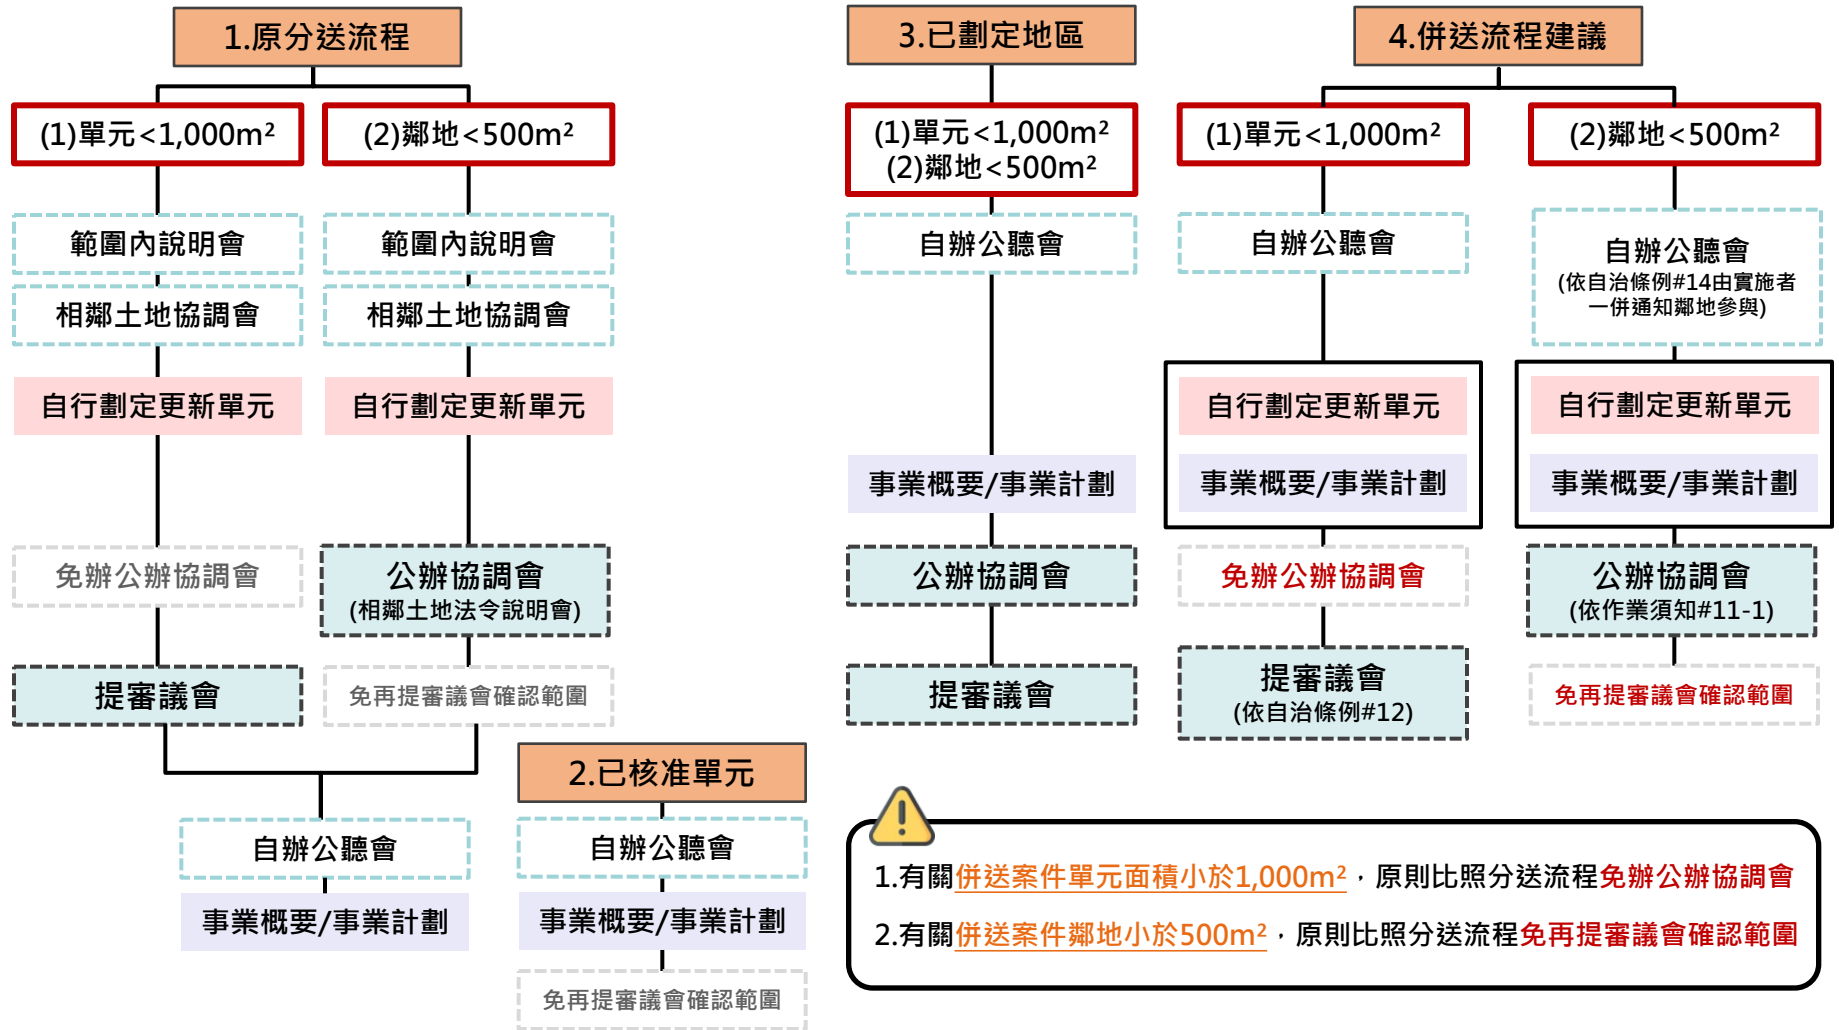 1.原分送流程
(1)單元<1,000m²
(2)鄰地<500m²
範圍內說明會
範圍內說明會
相鄰土地協調會
相鄰土地協調會
自行劃定更新單元
自行劃定更新單元
免辦公辦協調會
公辦協調會
(相鄰土地法令說明會)
提審議會
免再提審議會確認範圍
自辦公聽會
事業概要/事業計劃
2.已核准單元
自辦公聽會
事業概要/事業計劃
免再提審議會確認範圍
3.已劃定地區
(1)單元<1,000m²
(2)鄰地<500m²
自辦公聽會
事業概要/事業計劃
公辦協調會
提審議會
4.併送流程建議
(1)單元<1,000m²
自辦公聽會
自行劃定更新單元
事業概要/事業計劃
免辦公辦協調會
提審議會
(依自治條例#12)
(2)鄰地<500m²
自辦公聽會
(依自治條例#14由實施者
一併通知鄰地參與)
自行劃定更新單元
事業概要/事業計劃
公辦協調會
(依作業須知#11-1)
免再提審議會確認範圍
1.有關併送案件單元面積小於1,000m²，原則比照分送流程免辦公辦協調會
2.有關併送案件鄰地小於500m²，原則比照分送流程免再提審議會確認範圍